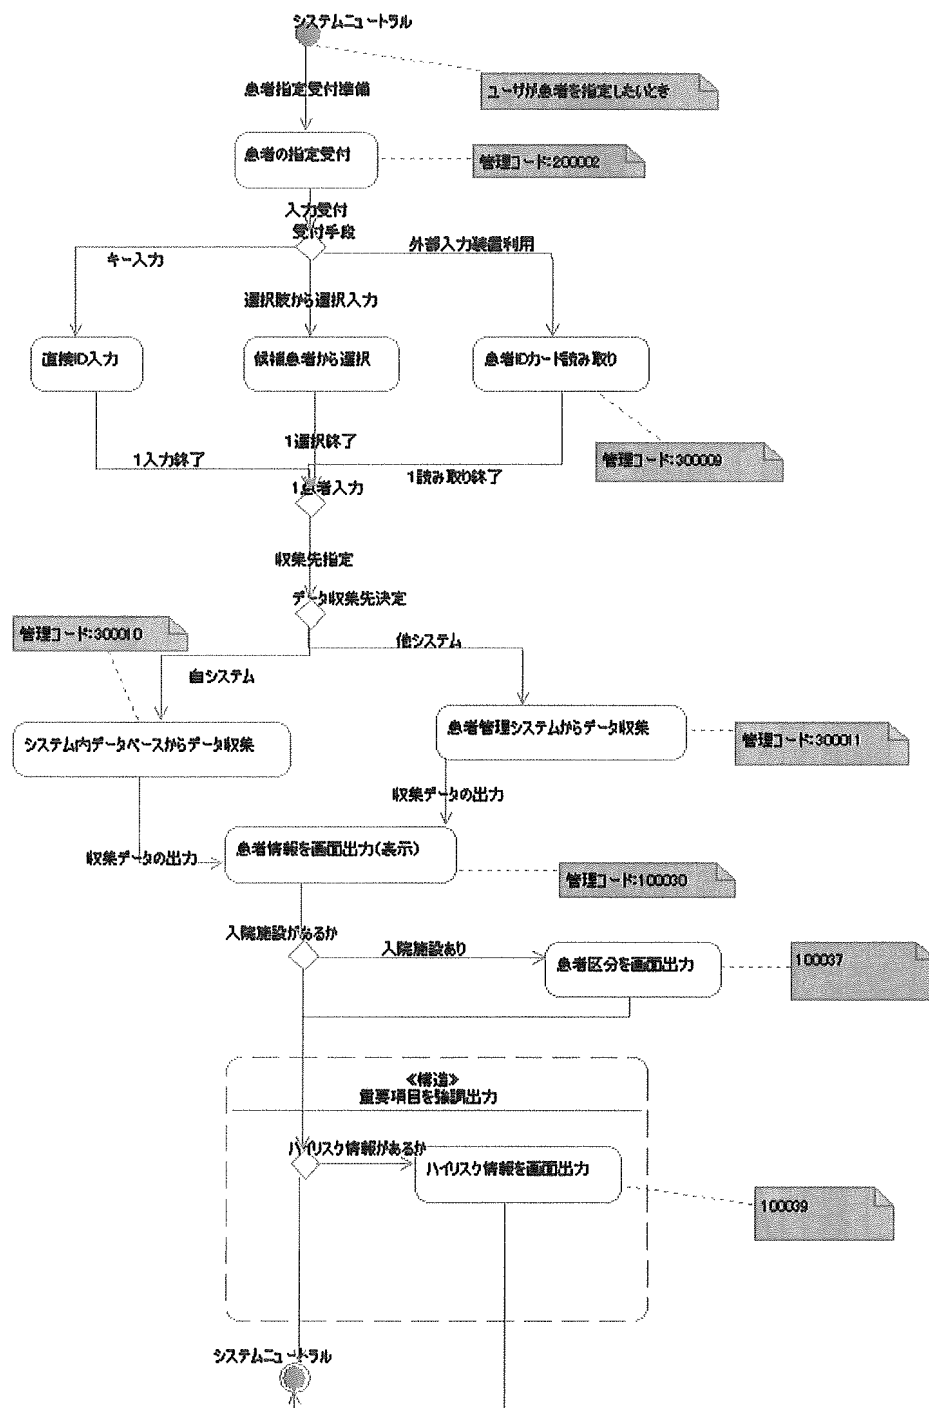 システムニュートラル
患者指定受付準備
ユーザが患者を指定したいとき
患者の指定受付
管理コード:200002
入力受付
受付手段
キー入力
外部入力装置利用
選択肢から選択入力
直接ID入力
候補患者から選択
患者IDカード読み取り
1選択終了
1入力終了
1読み取り終了
管理コード:300009
1患者入力
収集先指定
データ収集先決定
管理コード:300010
他システム
自システム
システム内データベースからデータ収集
患者管理システムからデータ収集
管理コード:300011
収集データの出力
収集データの出力
患者情報を画面出力(表示)
管理コード:100030
入院施設があるか
入院施設あり
患者区分を画面出力
100037
≪構造≫
重要項目を強調出力
ハイリスク情報があるか
ハイリスク情報を画面出力
100039
システムニュートラル